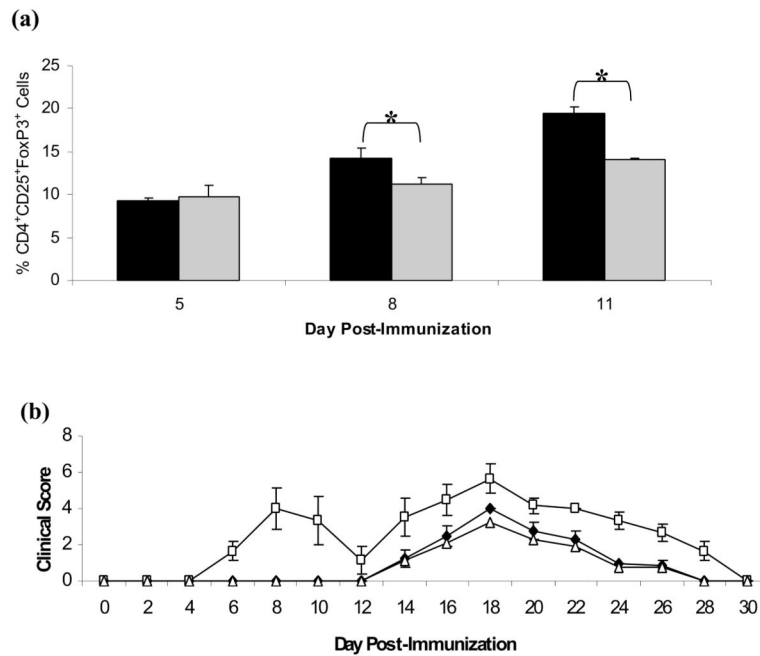 (a)
% CD4⁺CD25⁺FoxP3⁺ Cells
25
20
15
10
5
0
* *
5 8 11
Day Post-Immunization
(b)
Clinical Score
8
6
4
2
0
0 2 4 6 8 10 12 14 16 18 20 22 24 26 28 30
Day Post-Immunization